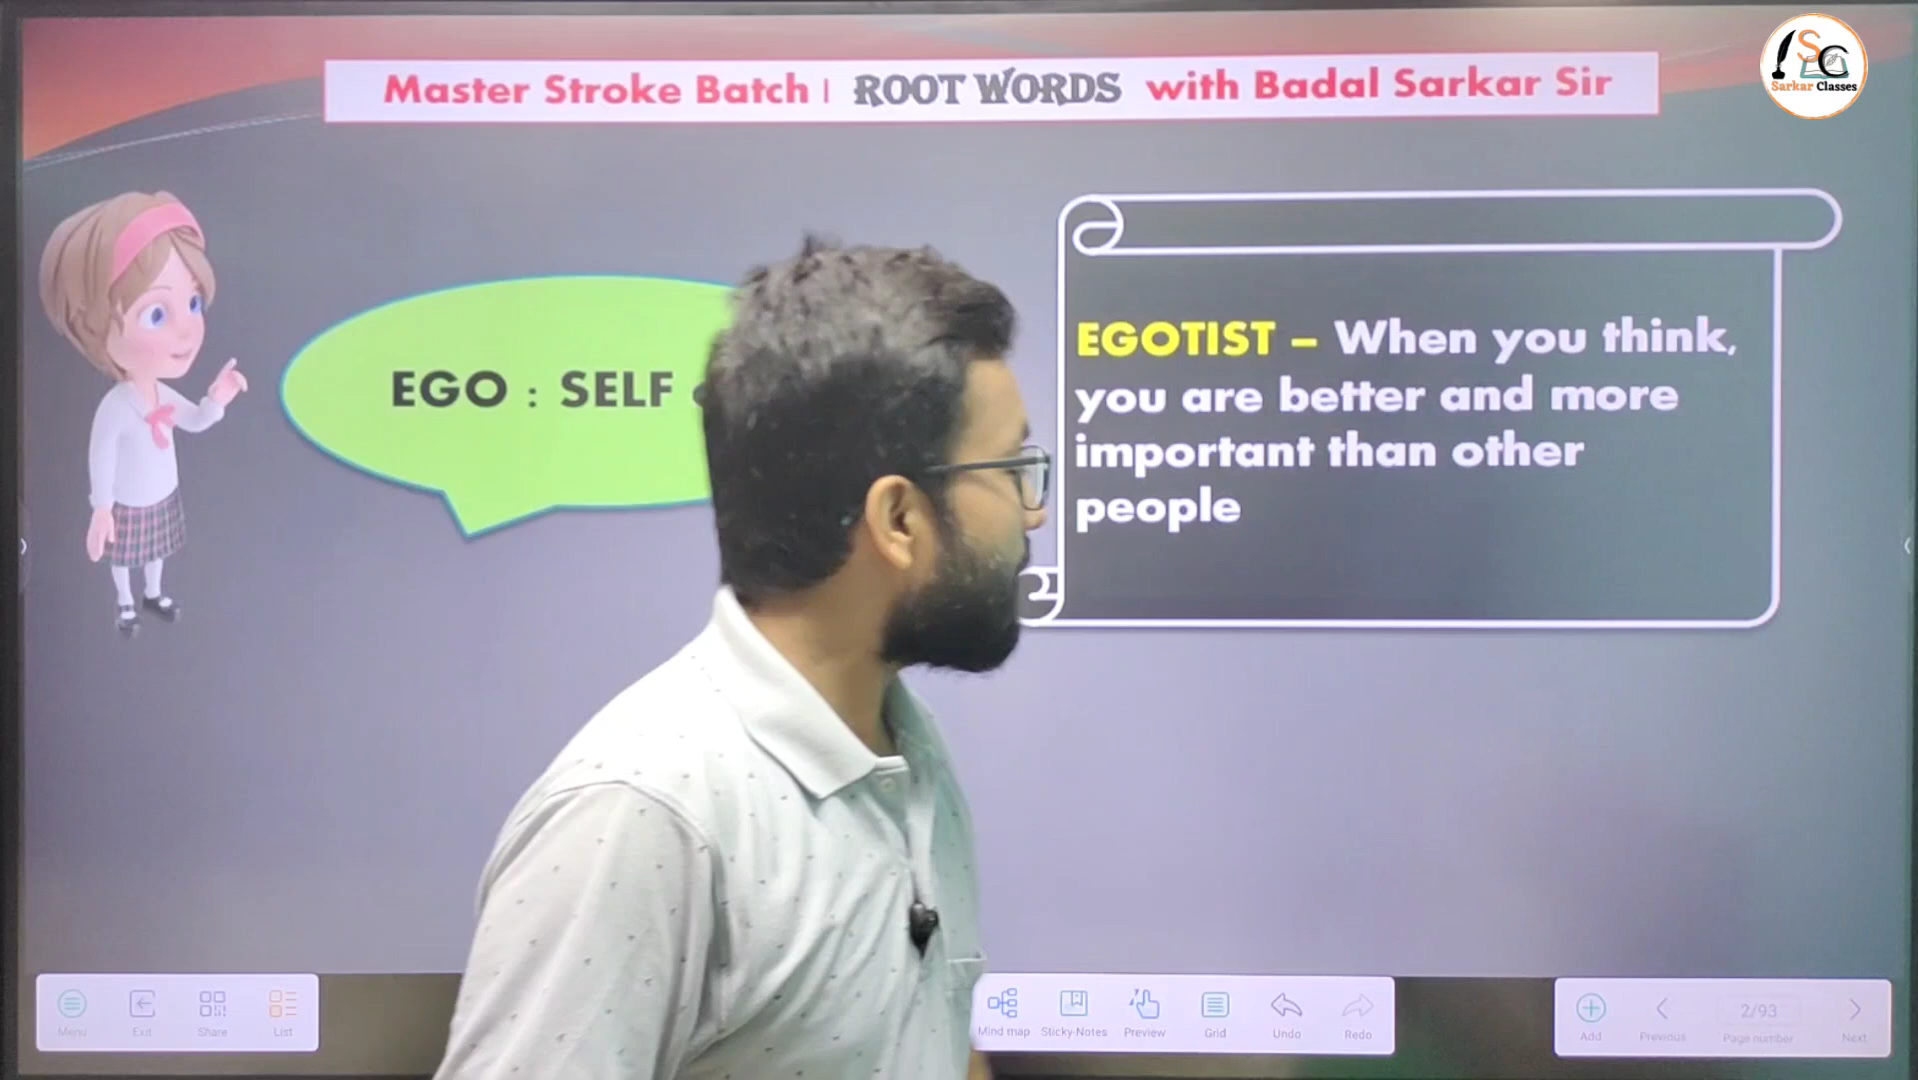 Master Stroke Batch | ROOT WORDS with Badal Sarkar Sir
SC
Sarkar Classes
EGO : SELF
EGOTIST – When you think,
you are better and more
important than other
people
Menu
Exit
Share
List
Mind map
Sticky-Notes
Preview
Grid
Undo
Redo
Add
Previous
2/93
Page number
Next